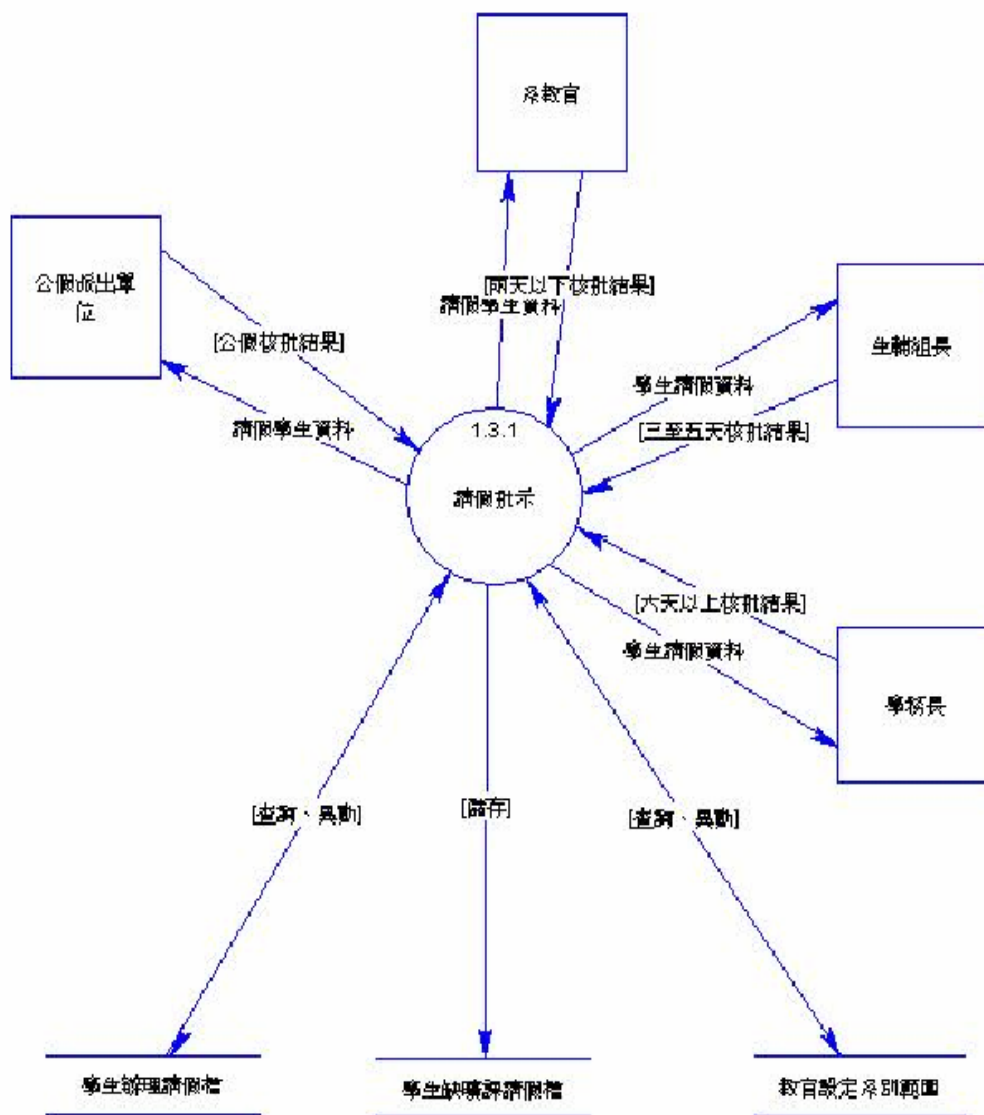 系教官
公假派出單
位
[公假核批結果]
[兩天以下核批結果]
請假學生資料
生輔組長
學生請假資料
請假學生資料
1.3.1
[三至五天核批結果]
請假批示
[六天以上核批結果]
學生請假資料
學務長
[查詢、異動]
[儲存]
[查詢、異動]
學生辦理請假檔
學生缺曠請假檔
教官設定系別範圍